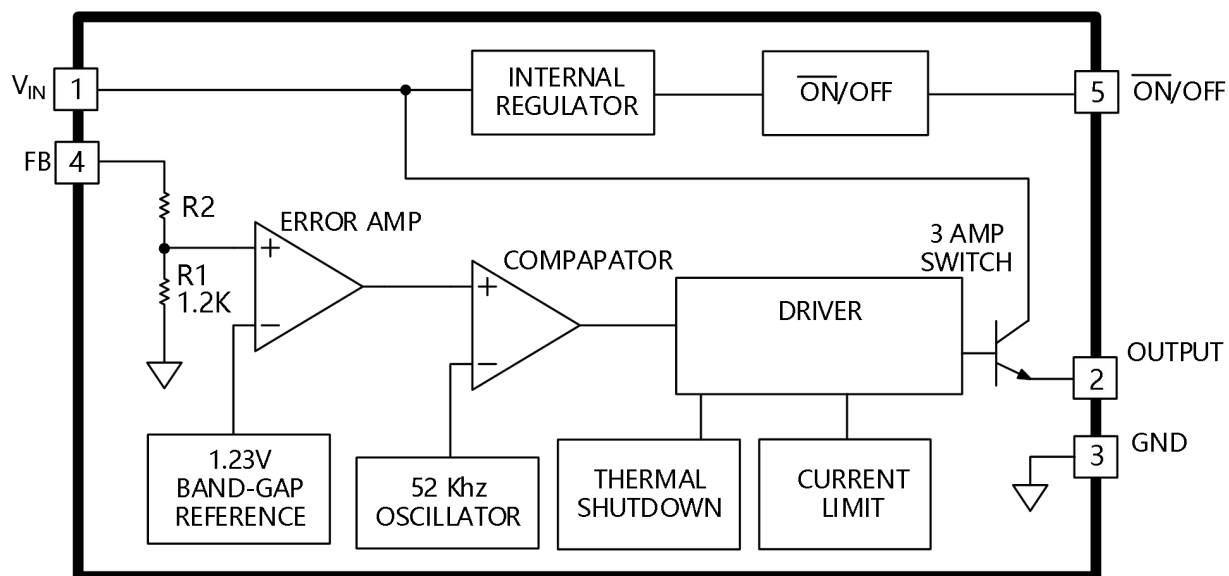 VIN
1
INTERNAL
REGULATOR
ON/OFF
5
ON/OFF
FB
4
R2
ERROR AMP
+
3 AMP
SWITCH
COMPAPATOR
R1
1.2K
+
DRIVER
−
OUTPUT
2
−
GND
3
1.23V
BAND-GAP
REFERENCE
52 Khz
OSCILLATOR
THERMAL
SHUTDOWN
CURRENT
LIMIT